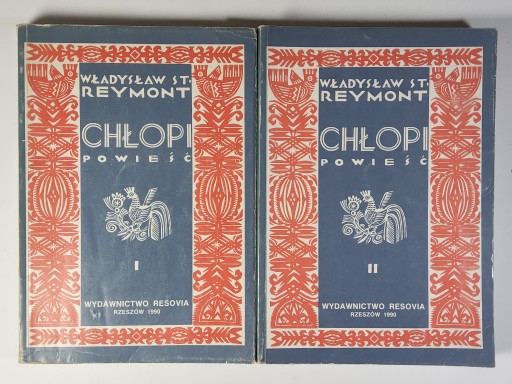 WŁADYSŁAW ST.
REYMONT
CHŁOPI
POWIEŚĆ
I
WYDAWNICTWO RESOVIA
RZESZÓW 1990
WŁADYSŁAW ST.
REYMONT
CHŁOPI
POWIEŚĆ
II
WYDAWNICTWO RESOVIA
RZESZÓW 1990